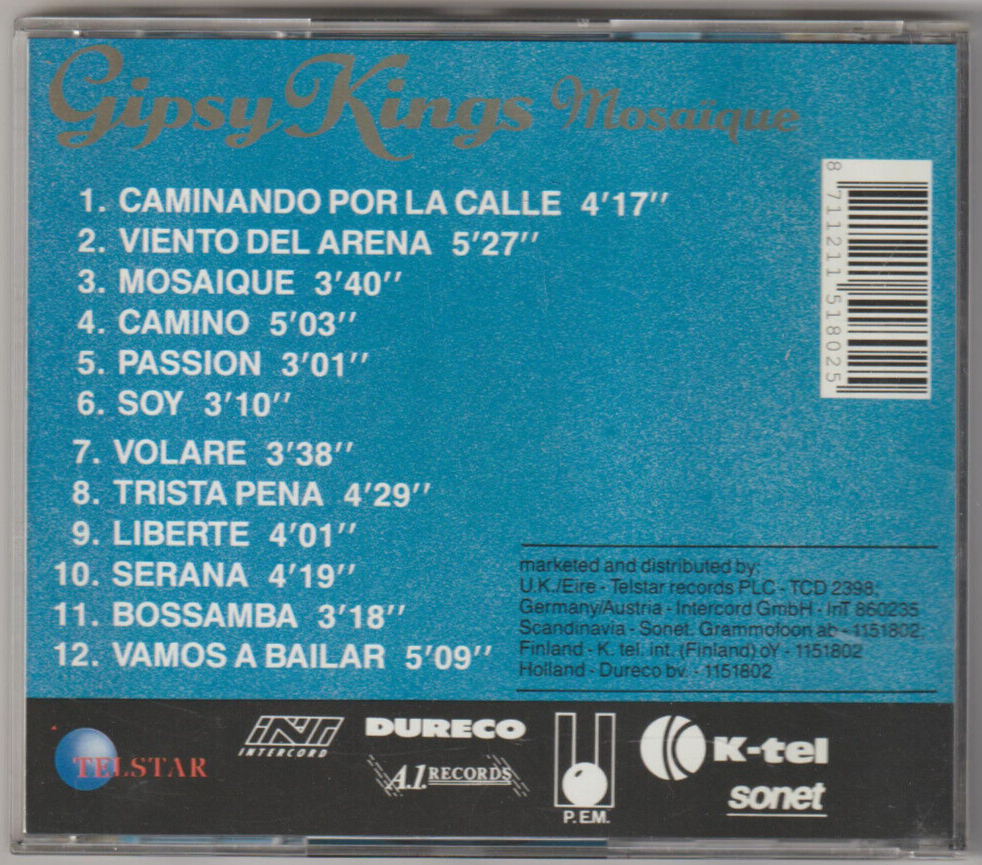 Gipsy Kings Mosaïque
1. CAMINANDO POR LA CALLE 4'17''
2. VIENTO DEL ARENA 5'27''
3. MOSAIQUE 3'40''
4. CAMINO 5'03''
5. PASSION 3'01''
6. SOY 3'10''
7. VOLARE 3'38''
8. TRISTA PENA 4'29''
9. LIBERTE 4'01''
10. SERANA 4'19''
11. BOSSAMBA 3'18''
12. VAMOS A BAILAR 5'09''
8 711211 518025
marketed and distributed by;
U.K./Eire - Telstar records PLC - TCD 2398;
Germany/Austria - Intercord GmbH - InT 860235
Scandinavia - Sonet. Grammofoon ab - 1151802;
Finland - K. tel. int. (Finland) oY - 1151802
Holland - Dureco bv. - 1151802
TELSTAR
INT
INTERCORD
DURECO
A.I. RECORDS
P.E.M.
K-tel
sonet